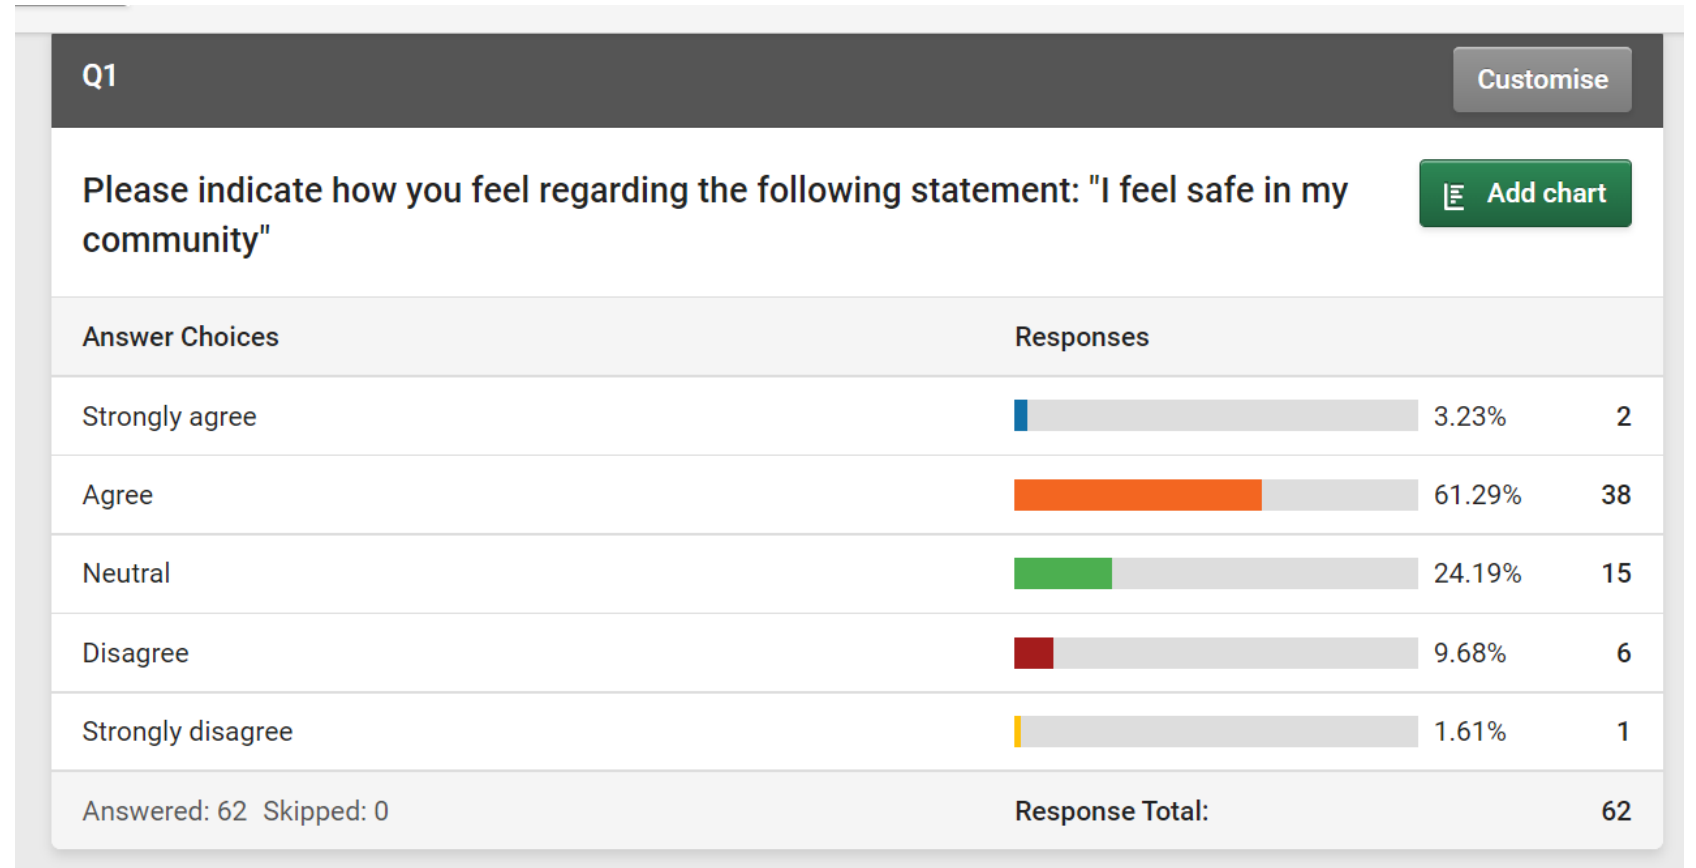 Q1
Customise
Please indicate how you feel regarding the following statement: "I feel safe in my
community"
Add chart
Answer Choices Responses
Strongly agree 3.23% 2
Agree 61.29% 38
Neutral 24.19% 15
Disagree 9.68% 6
Strongly disagree 1.61% 1
Answered: 62 Skipped: 0 Response Total: 62